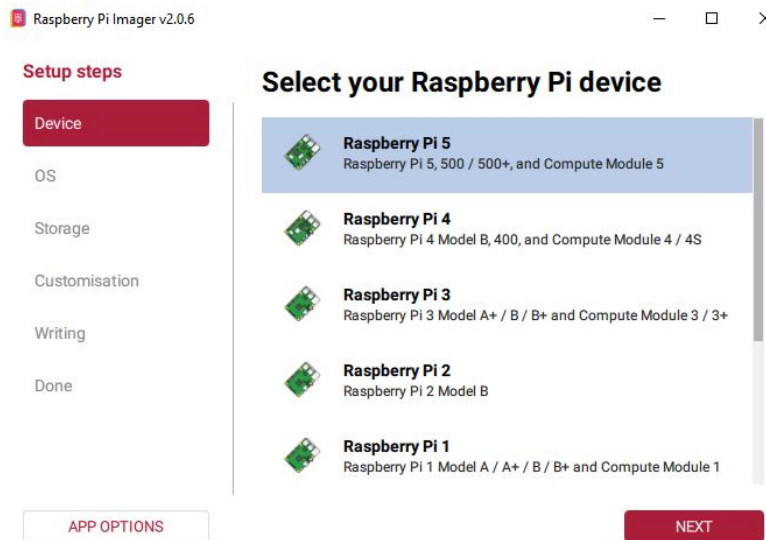 Raspberry Pi Imager v2.0.6
Setup steps
Device
OS
Storage
Customisation
Writing
Done
APP OPTIONS
Select your Raspberry Pi device
Raspberry Pi 5
Raspberry Pi 5, 500 / 500+, and Compute Module 5
Raspberry Pi 4
Raspberry Pi 4 Model B, 400, and Compute Module 4 / 4S
Raspberry Pi 3
Raspberry Pi 3 Model A+ / B / B+ and Compute Module 3 / 3+
Raspberry Pi 2
Raspberry Pi 2 Model B
Raspberry Pi 1
Raspberry Pi 1 Model A / A+ / B / B+ and Compute Module 1
NEXT